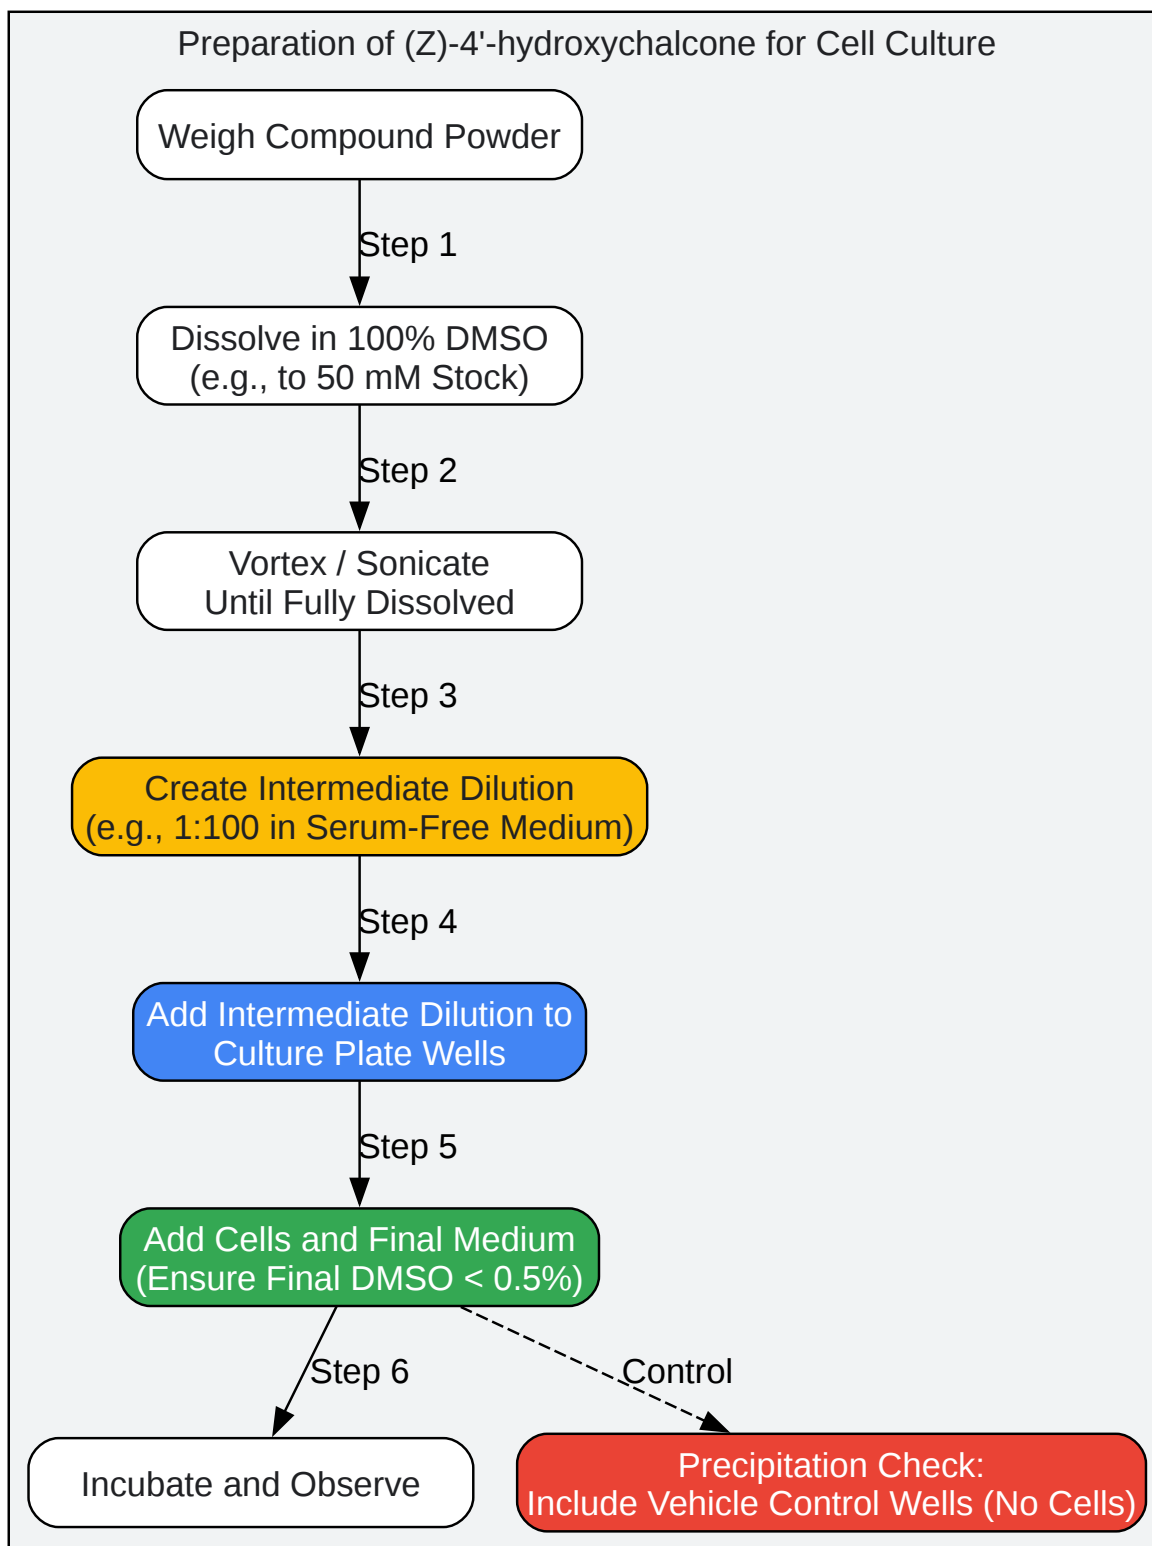 Preparation of (Z)-4'-hydroxychalcone for Cell Culture
Weigh Compound Powder
Step 1
Dissolve in 100% DMSO
(e.g., to 50 mM Stock)
Step 2
Vortex / Sonicate
Until Fully Dissolved
Step 3
Create Intermediate Dilution
(e.g., 1:100 in Serum-Free Medium)
Step 4
Add Intermediate Dilution to
Culture Plate Wells
Step 5
Add Cells and Final Medium
(Ensure Final DMSO < 0.5%)
Step 6
Control
Incubate and Observe
Precipitation Check:
Include Vehicle Control Wells (No Cells)